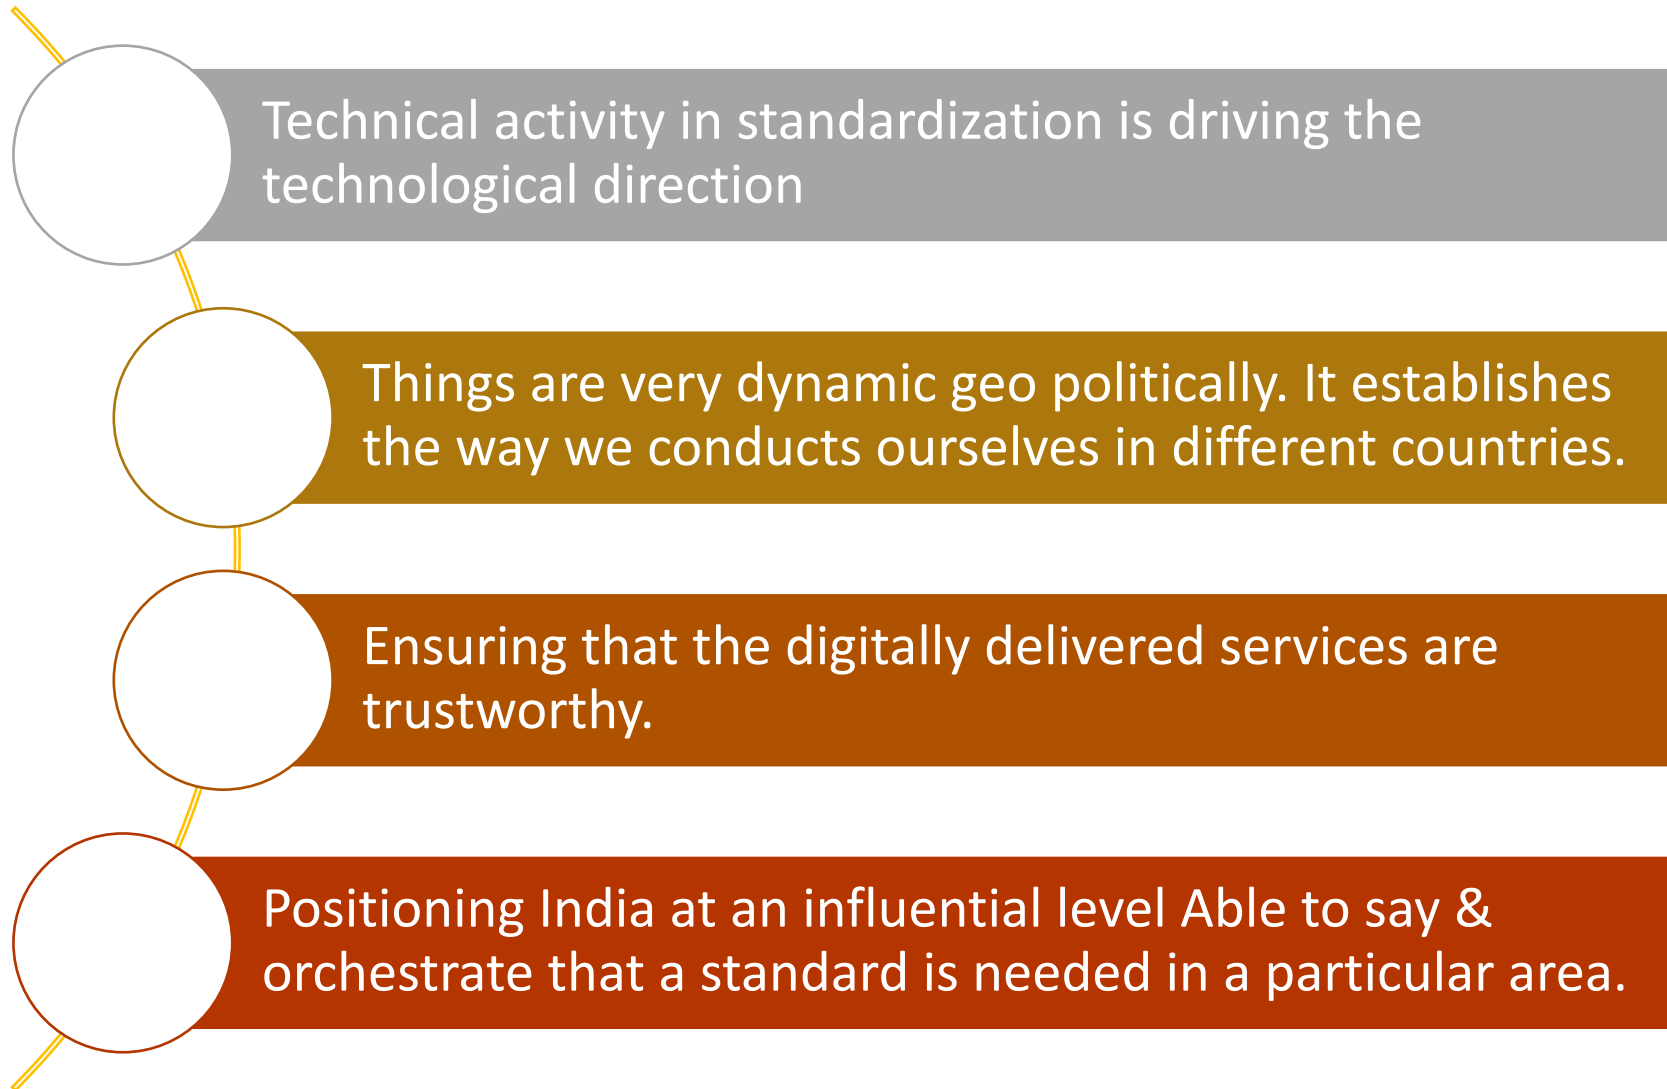 Technical activity in standardization is driving the
technological direction
Things are very dynamic geo politically. It establishes
the way we conducts ourselves in different countries.
Ensuring that the digitally delivered services are
trustworthy.
Positioning India at an influential level Able to say &
orchestrate that a standard is needed in a particular area.